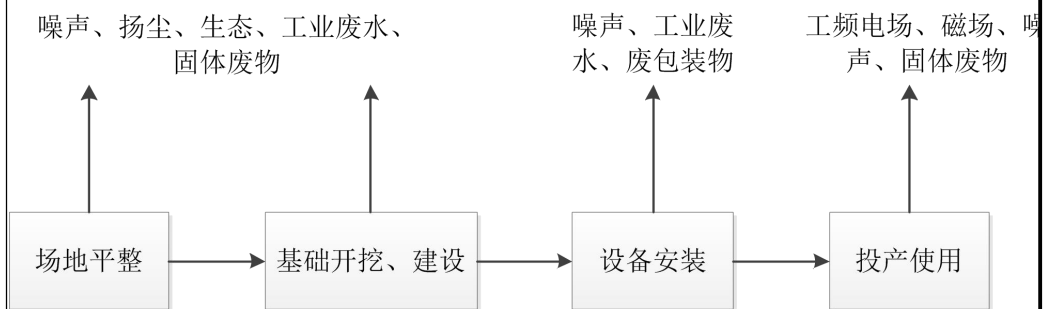 噪声、扬尘、生态、工业废水、
固体废物
噪声、工业废
水、废包装物
工频电场、磁场、噪
声、固体废物
场地平整
基础开挖、建设
设备安装
投产使用